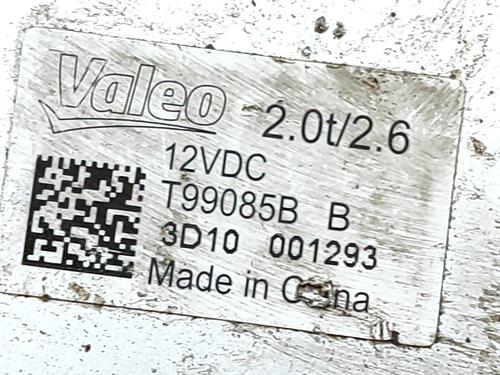 Valeo 2.0t/2.6
12VDC
T99085B B
3D10 001293
Made in China